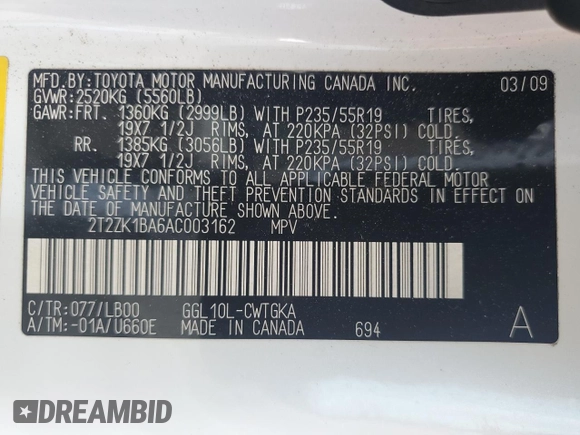 MFD.BY:TOYOTA MOTOR MANUFACTURING CANADA INC. 03/09
GVWR:2520KG (5560LB)
GAWR:FRT. 1360KG (2999LB) WITH P235/55R19 TIRES,
19X7 1/2J RIMS, AT 220KPA (32PSI) COLD.
RR. 1385KG (3056LB) WITH P235/55R19 TIRES,
19X7 1/2J RIMS, AT 220KPA (32PSI) COLD.
THIS VEHICLE CONFORMS TO ALL APPLICABLE FEDERAL MOTOR
VEHICLE SAFETY AND THEFT PREVENTION STANDARDS IN EFFECT ON
THE DATE OF MANUFACTURE SHOWN ABOVE.
2T2ZK1BA6AC003162 MPV
C/TR:077/LB00 GGL10L-CWTGKA
A/TM:-01A/U660E MADE IN CANADA 694 A
DREAMBID